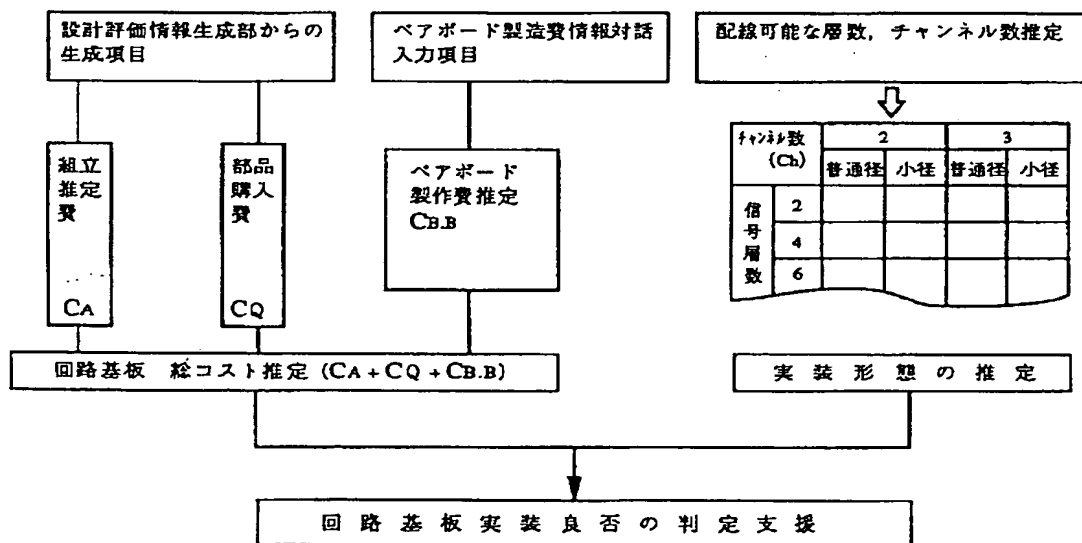 設計評価情報生成部からの
生成項目
ベアボード製造費情報対話
入力項目
配線可能な層数, チャンネル数推定
組立
推定
費
CA
部品
購入
費
CQ
ベアボード
製作費推定
CB.B
チャンネル数
(Ch)
2
3
普通径
小径
普通径
小径
信号層数
2
4
6
回路基板 総コスト推定 (CA + CQ + CB.B)
実装形態の推定
回路基板実装良否の判定支援